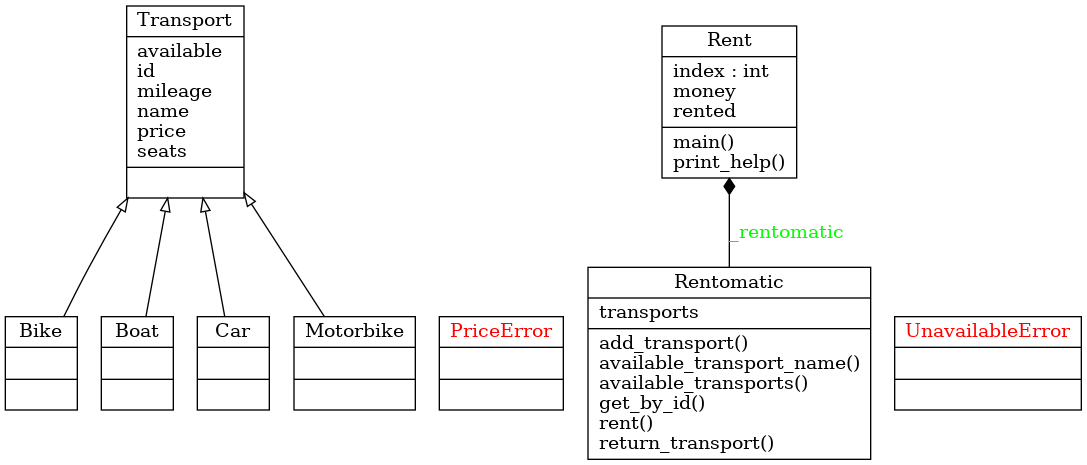 Transport
available
id
mileage
name
price
seats
Rent
index : int
money
rented
main()
print_help()
_rentomatic
Bike
Boat
Car
Motorbike
PriceError
Rentomatic
transports
add_transport()
available_transport_name()
available_transports()
get_by_id()
rent()
return_transport()
UnavailableError